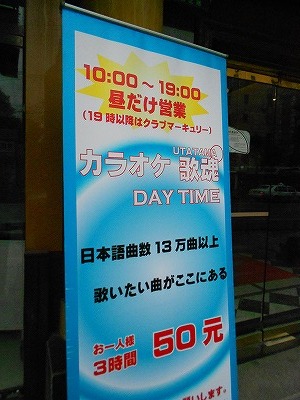 10:00～19:00
昼だけ営業
(19時以降はクラブマーキュリー)
UTATAMA
カラオケ 歌魂
DAY TIME
日本語曲数13万曲以上
歌いたい曲がここにある
お一人様
3時間 50元
します。